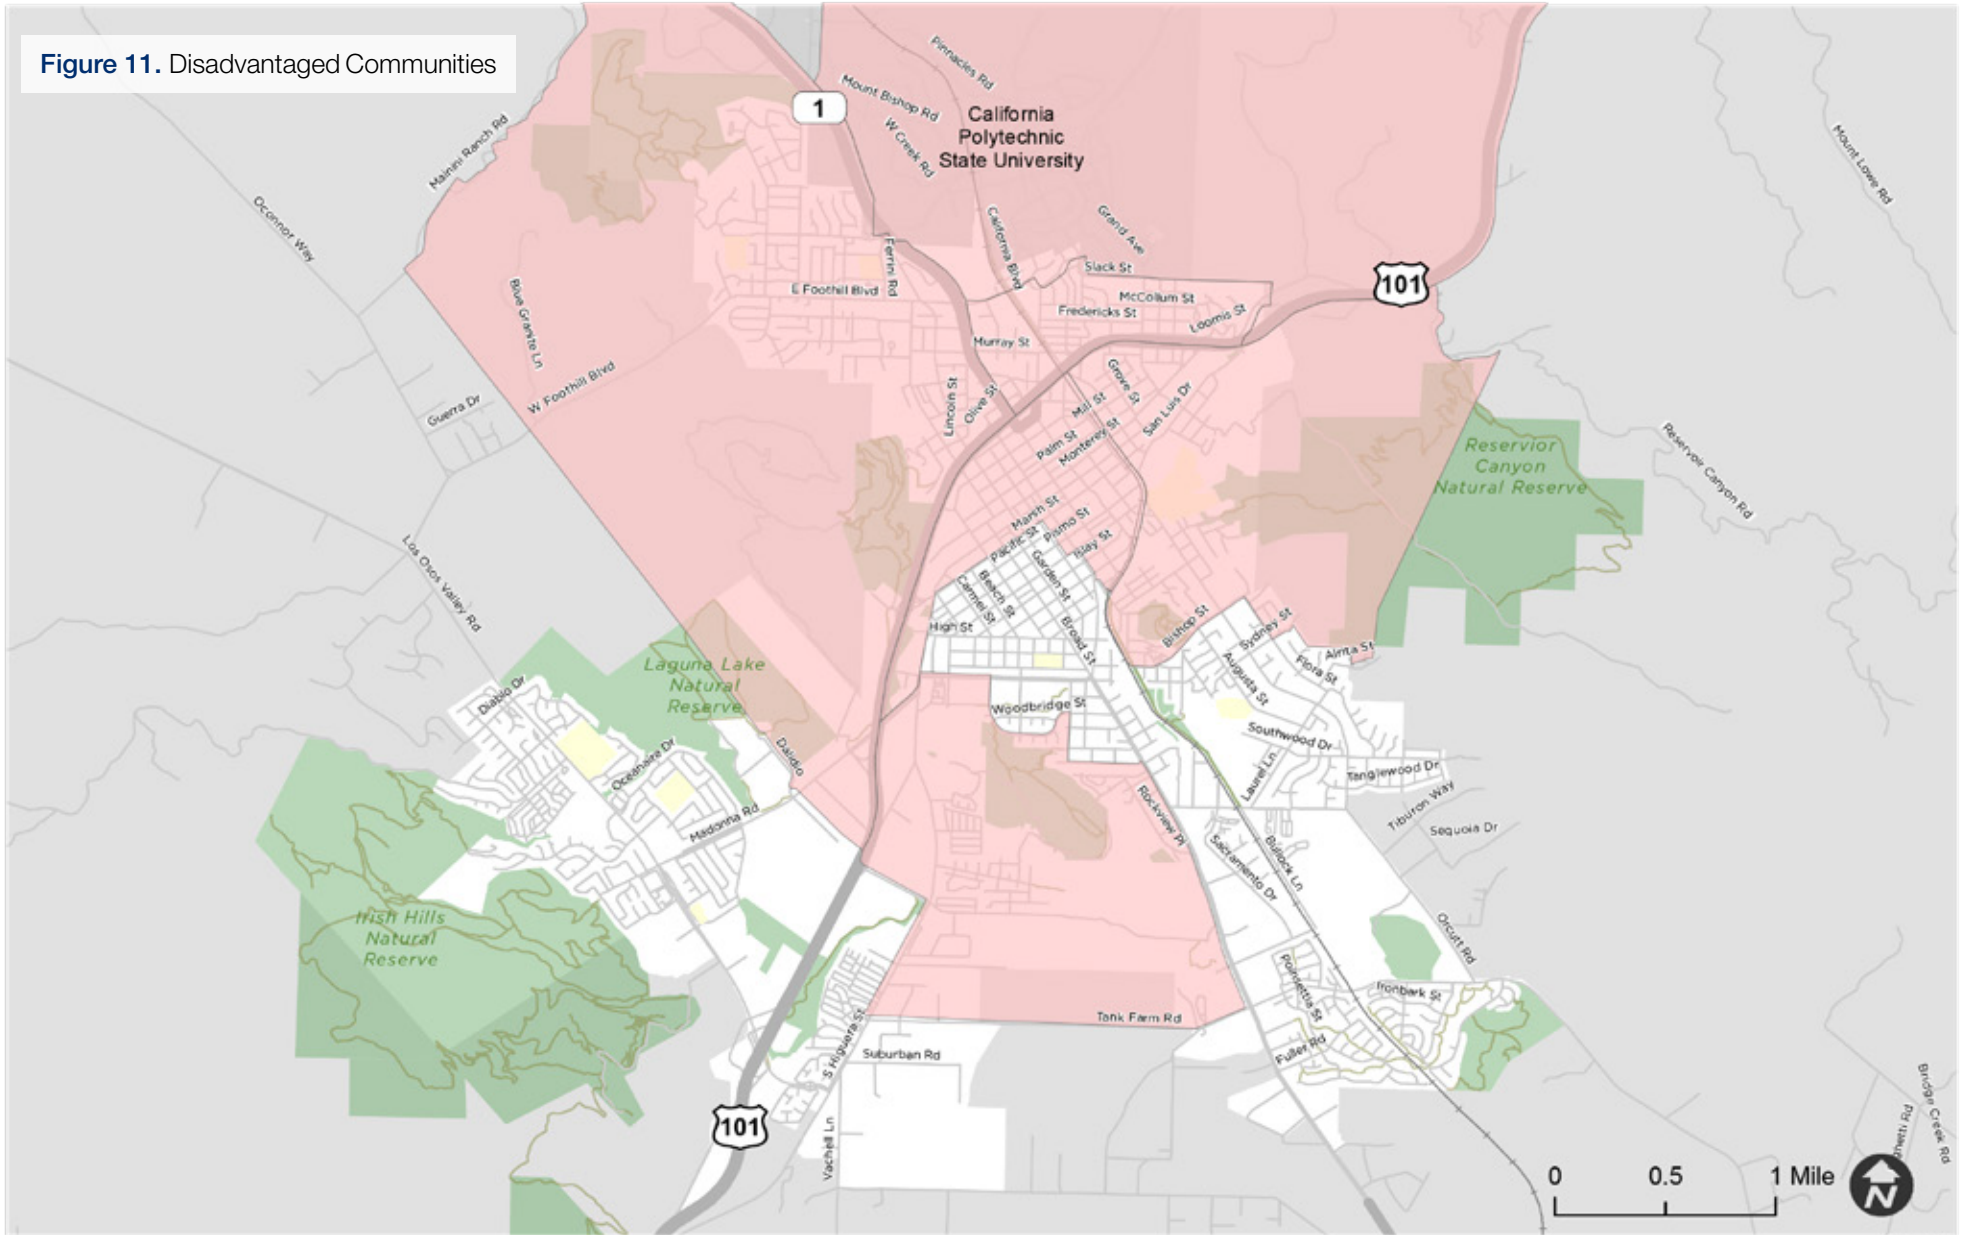 Figure 11. Disadvantaged Communities
1
Pinnacles Rd
Mount Bishop Rd
W Creek Rd
California
Polytechnic
State University
Mainini Ranch Rd
Mount Lowe Rd
Oconnor Way
Grand Ave
California Blvd
Ferrini Rd
Slack St
101
E Foothill Blvd
McCollum St
Fredericks St
Loomis St
Blue Granite Ln
Murray St
W Foothill Blvd
Guerra Dr
Lincoln St
Olive St
Grove St
Mill St
San Luis Dr
Palm St
Monterey St
Reservior
Canyon
Natural Reserve
Reservoir Canyon Rd
Marsh St
Pismo St
Pacific St
Islay St
Garden St
Beach St
Carmel St
Los Osos Valley Rd
High St
Broad St
Bishop St
Sydney St
Almta St
Flora St
Augusta St
Laguna Lake
Natural
Reserve
Diablo Dr
Woodbridge St
Southwood Dr
Dalidio
Oceanaire Dr
Laurel Ln
Tanglewood Dr
Tiburon Way
Sequoia Dr
Madonna Rd
Rockview Pl
Sacramento Dr
Bullock Ln
Orcutt Rd
Irish Hills
Natural
Reserve
Poinsettia St
Ironbark St
Tank Farm Rd
Fuller Rd
Suburban Rd
S Higuera St
101
Vachell Ln
Bridge Creek Rd
0 0.5 1 Mile
N